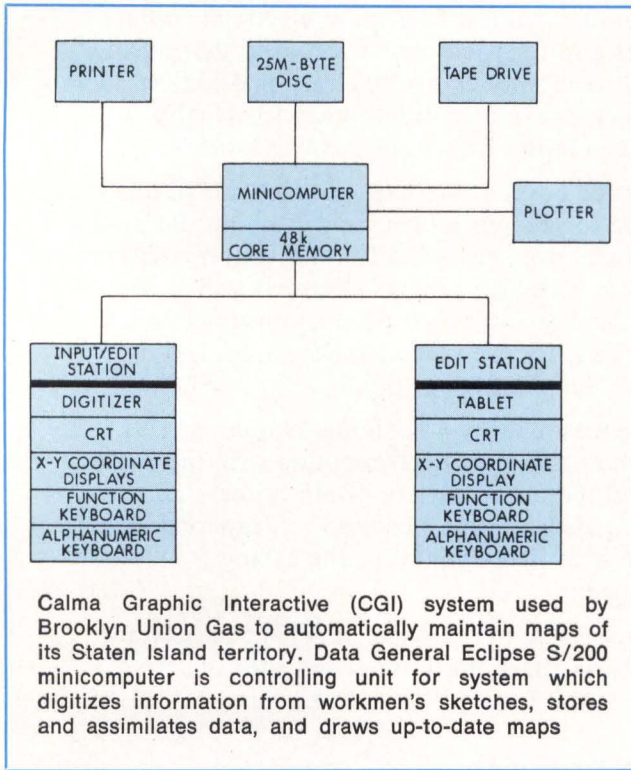 PRINTER
25M-BYTE
DISC
TAPE DRIVE
MINICOMPUTER
48k
CORE MEMORY
PLOTTER
INPUT/EDIT
STATION
DIGITIZER
CRT
X-Y COORDINATE
DISPLAYS
FUNCTION
KEYBOARD
ALPHANUMERIC
KEYBOARD
EDIT STATION
TABLET
CRT
X-Y COORDINATE
DISPLAY
FUNCTION
KEYBOARD
ALPHANUMERIC
KEYBOARD
Calma Graphic Interactive (CGI) system used by
Brooklyn Union Gas to automatically maintain maps of
its Staten Island territory. Data General Eclipse S/200
minicomputer is controlling unit for system which
digitizes information from workmen's sketches, stores
and assimilates data, and draws up-to-date maps